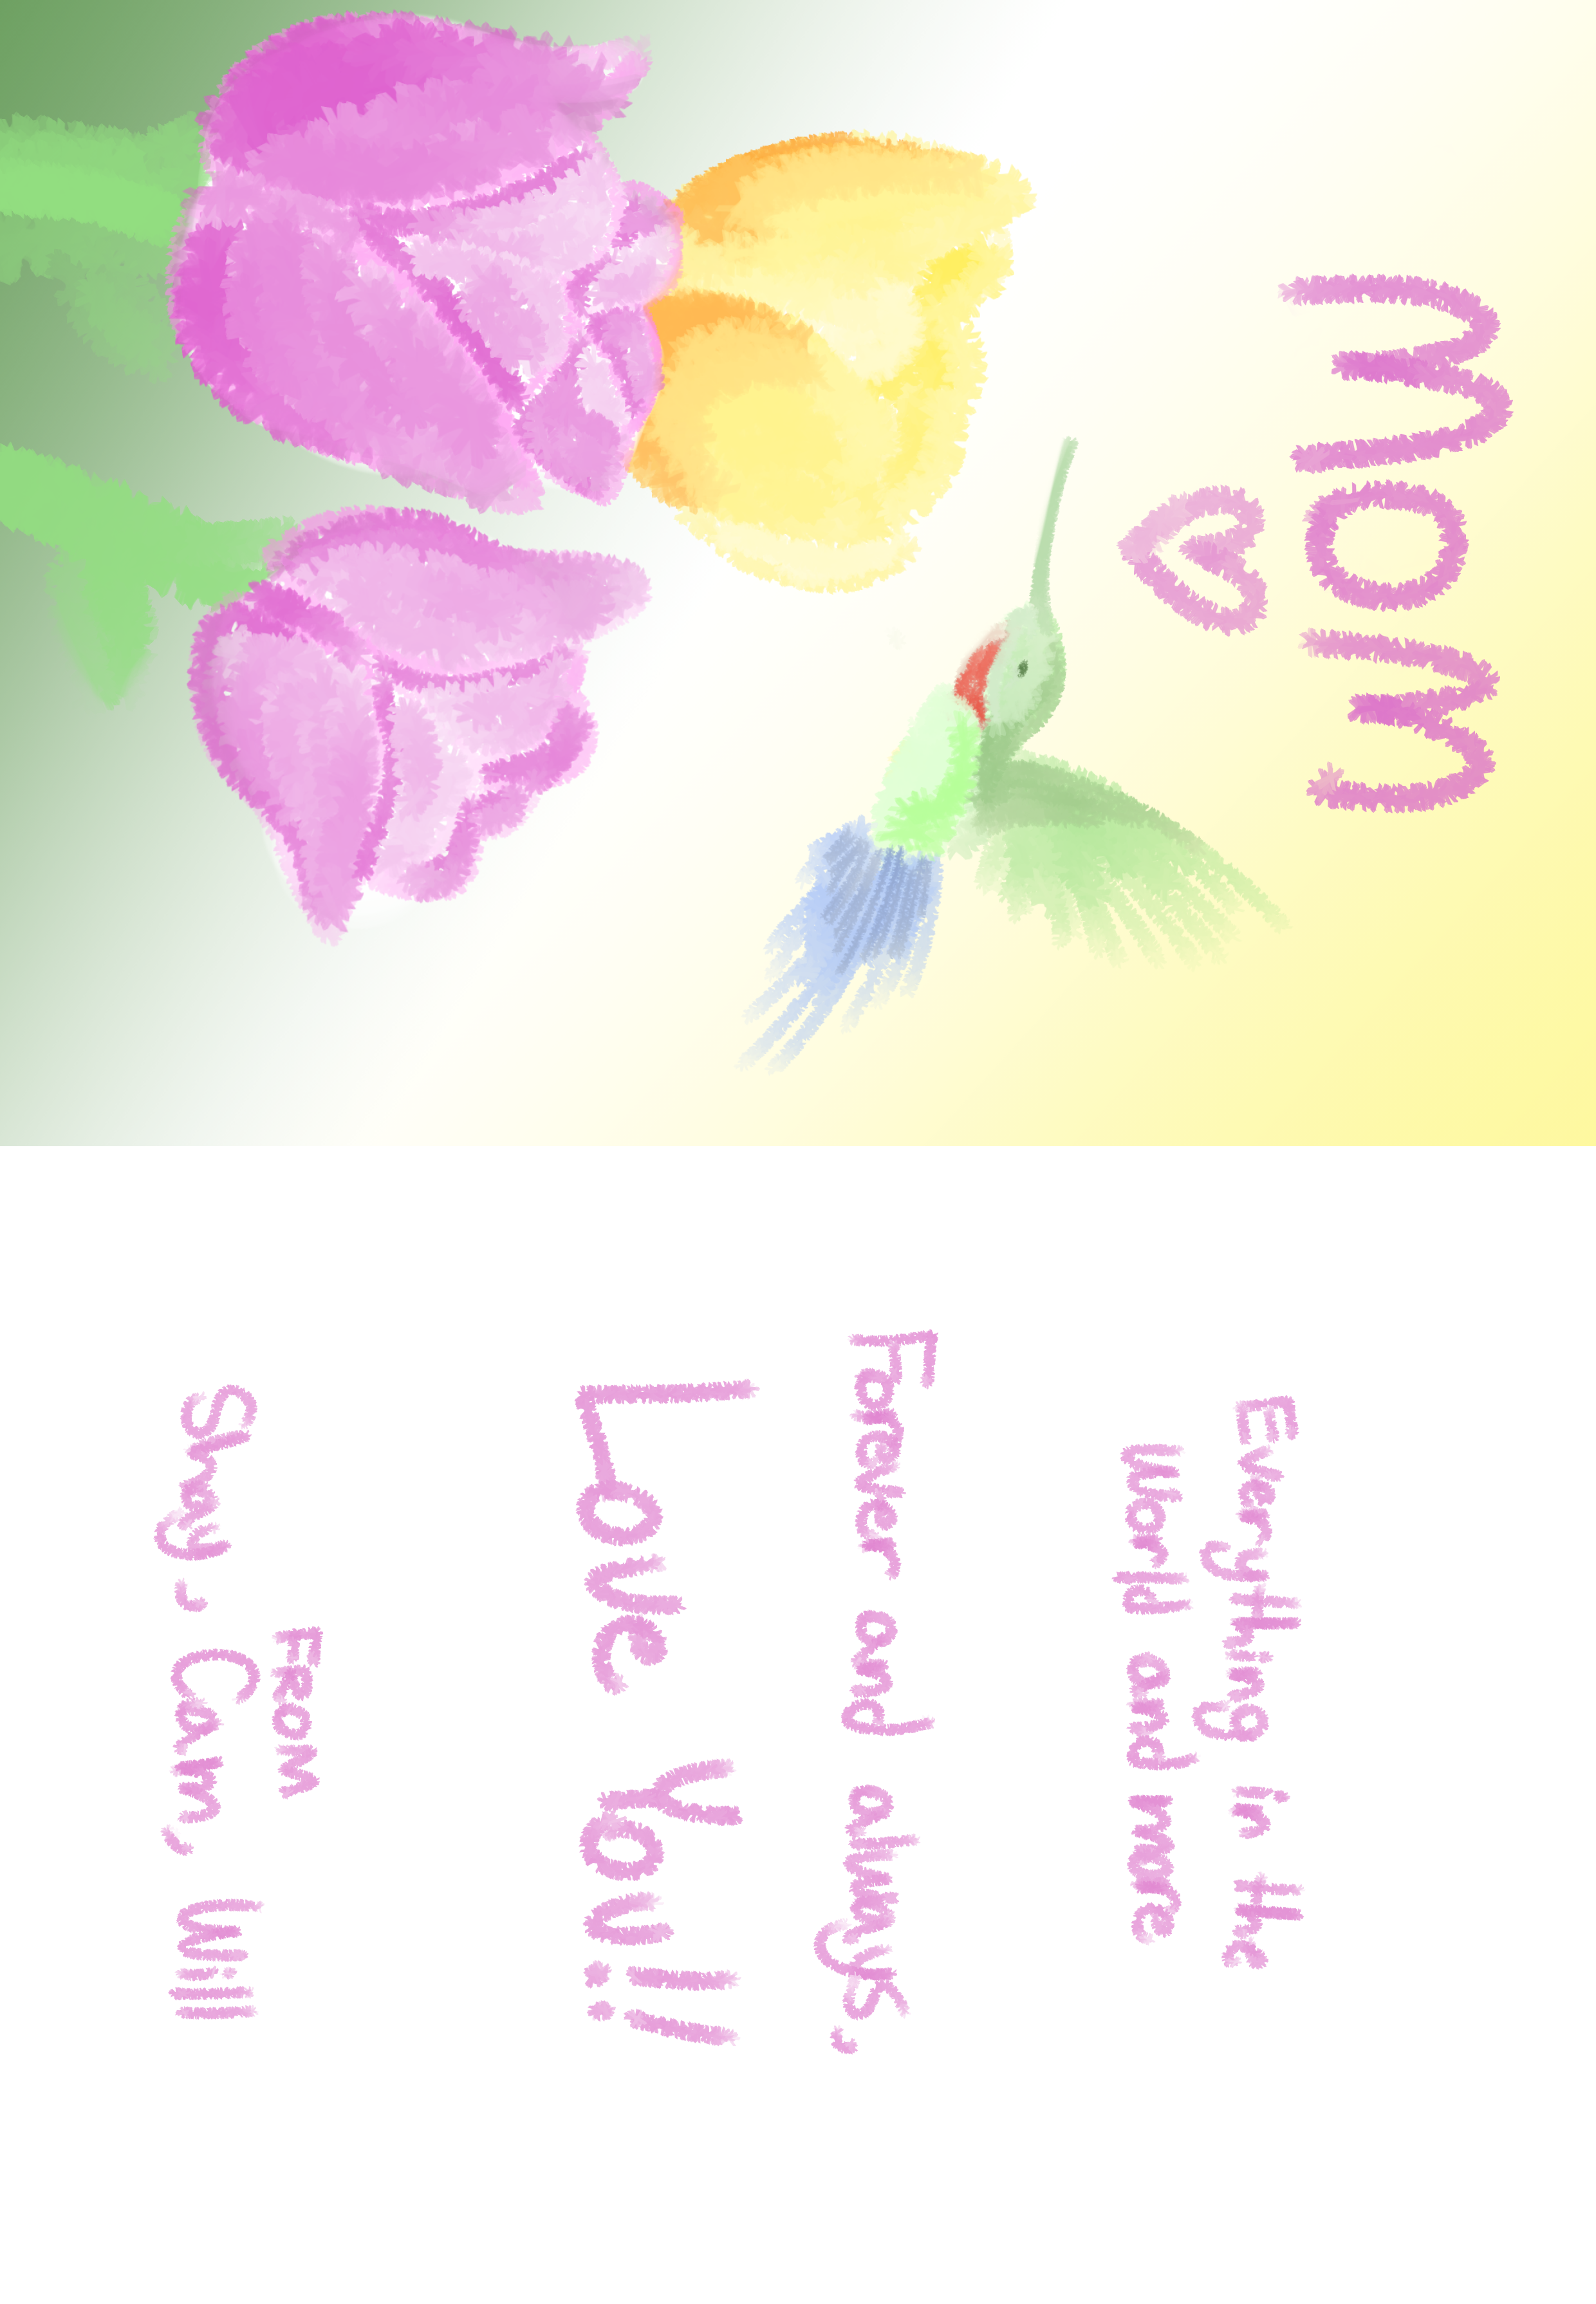 MOM
Everything in the
World and more
Forever and always,
Love You!!
FROM
Shay, Cam, Will